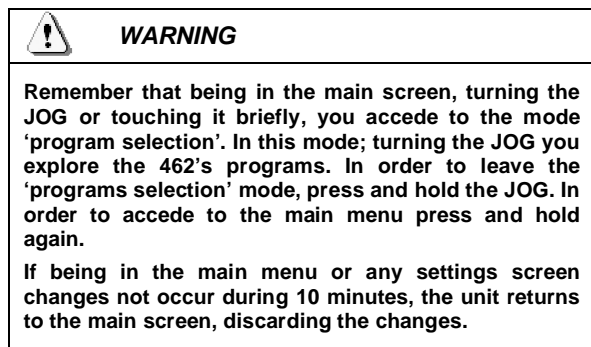 WARNING
Remember that being in the main screen, turning the
JOG or touching it briefly, you accede to the mode
‘program selection’. In this mode; turning the JOG you
explore the 462’s programs. In order to leave the
‘programs selection’ mode, press and hold the JOG. In
order to accede to the main menu press and hold
again.
If being in the main menu or any settings screen
changes not occur during 10 minutes, the unit returns
to the main screen, discarding the changes.